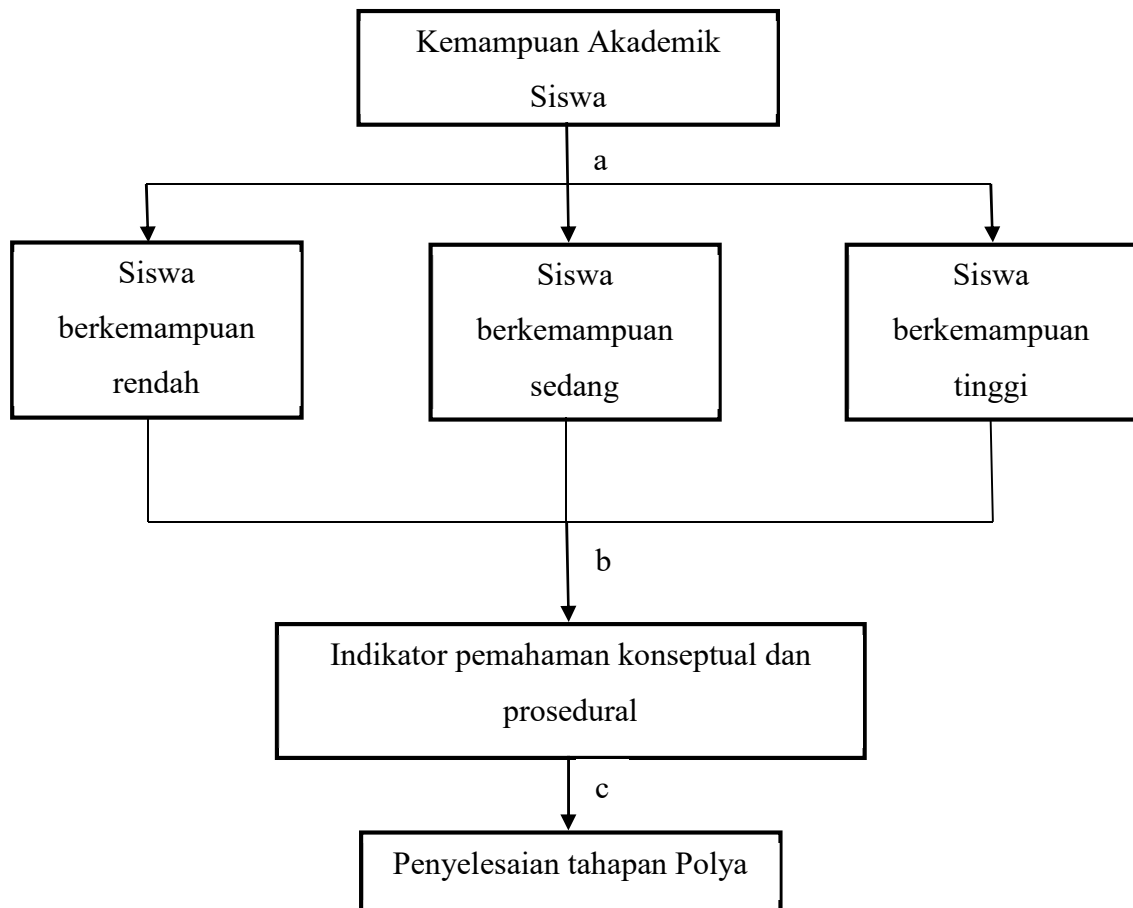 Kemampuan Akademik
Siswa
a
Siswa
berkemampuan
rendah
Siswa
berkemampuan
sedang
Siswa
berkemampuan
tinggi
b
Indikator pemahaman konseptual dan
prosedural
c
Penyelesaian tahapan Polya